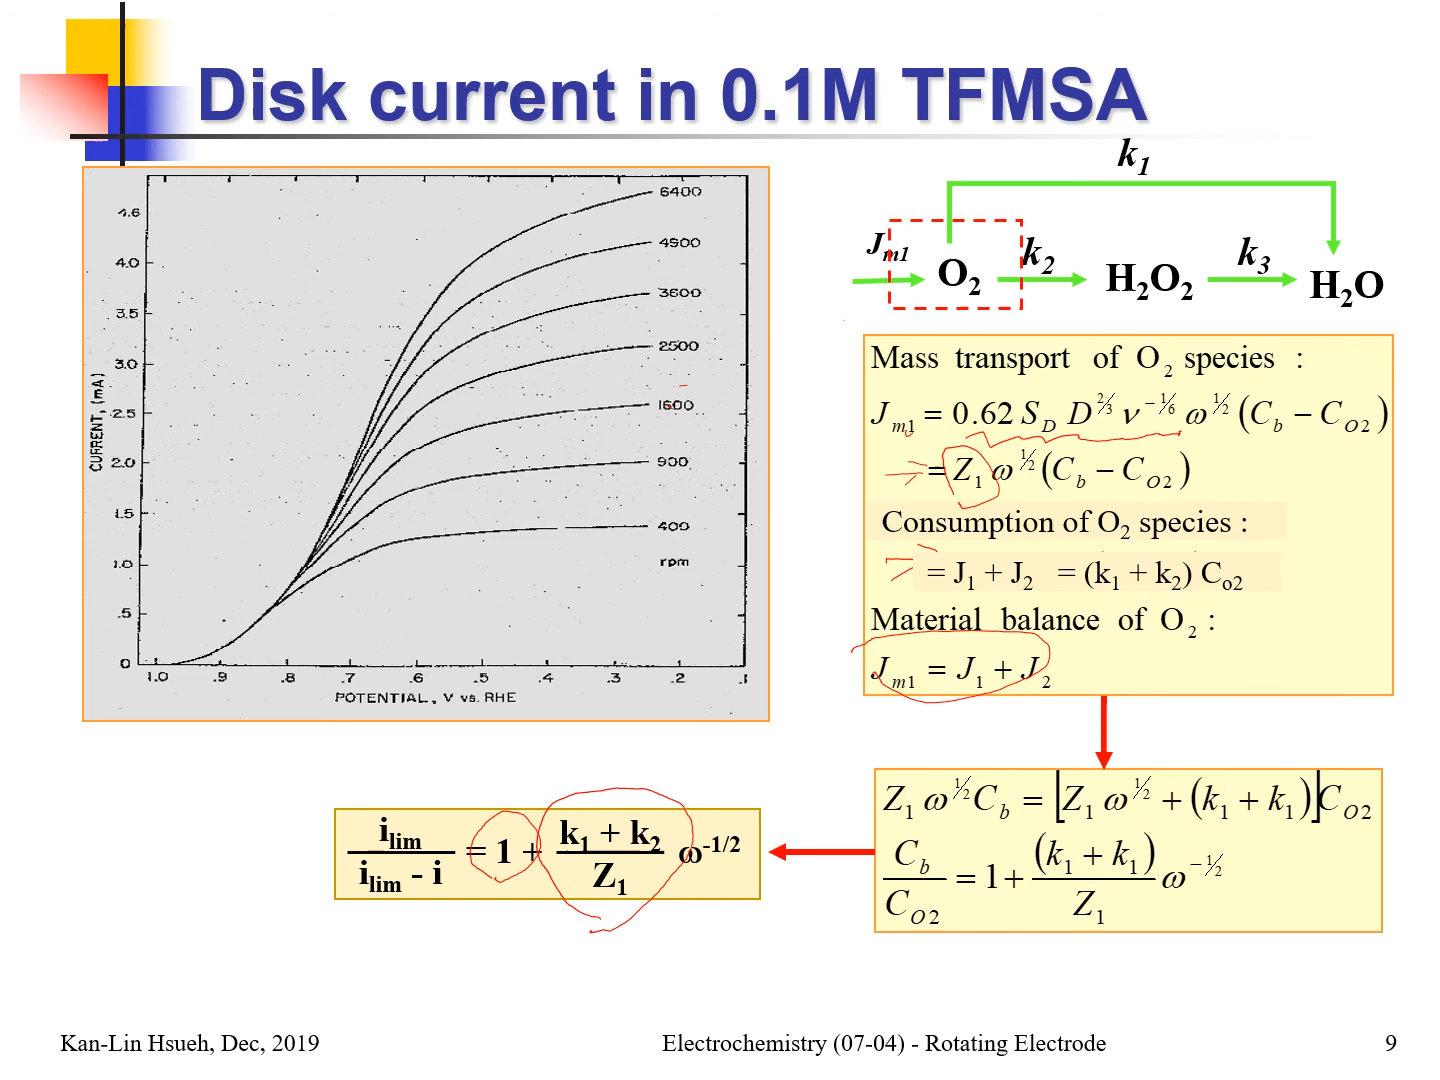 Disk current in 0.1M TFMSA
4.6
4.0
3.5
3.0
2.5
2.0
1.5
1.0
.5
0
CURRENT, (mA)
6400
4900
3600
2500
1600
900
400
rpm
1.0 .9 .8 .7 .6 .5 .4 .3 .2 .1
POTENTIAL, V vs. RHE
k1
Jm1
O2
k2
H2O2
k3
H2O
Mass transport of O2 species :
Jm1 = 0.62 SD D^2/3 ν^-1/6 ω^1/2 (Cb − CO2)
= Z1 ω^1/2 (Cb − CO2)
Consumption of O2 species :
= J1 + J2 = (k1 + k2) Co2
Material balance of O2 :
Jm1 = J1 + J2
Z1 ω^1/2 Cb = [Z1 ω^1/2 + (k1 + k1)]CO2
Cb/CO2 = 1 + (k1 + k1)/Z1 ω^-1/2
ilim/(ilim - i) = 1 + (k1 + k2)/Z1 ω^-1/2
Kan-Lin Hsueh, Dec, 2019
Electrochemistry (07-04) - Rotating Electrode
9